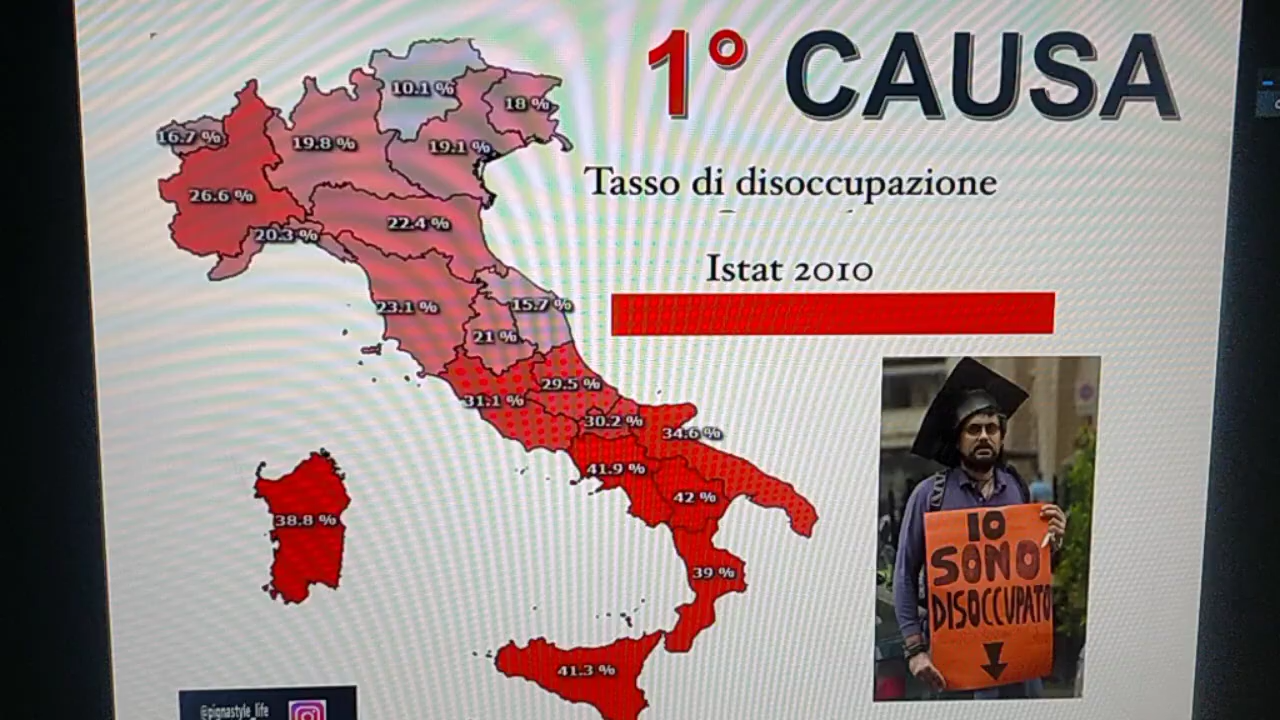 1° CAUSA
Tasso di disoccupazione
Istat 2010
10.1 %
18 %
16.7 %
19.8 %
19.1 %
26.6 %
22.4 %
20.3 %
23.1 %
15.7 %
21 %
29.5 %
31.1 %
30.2 %
34.6 %
41.9 %
42 %
38.8 %
39 %
41.3 %
IO
SONO
DISOCCUPATO
@pignastyle_life